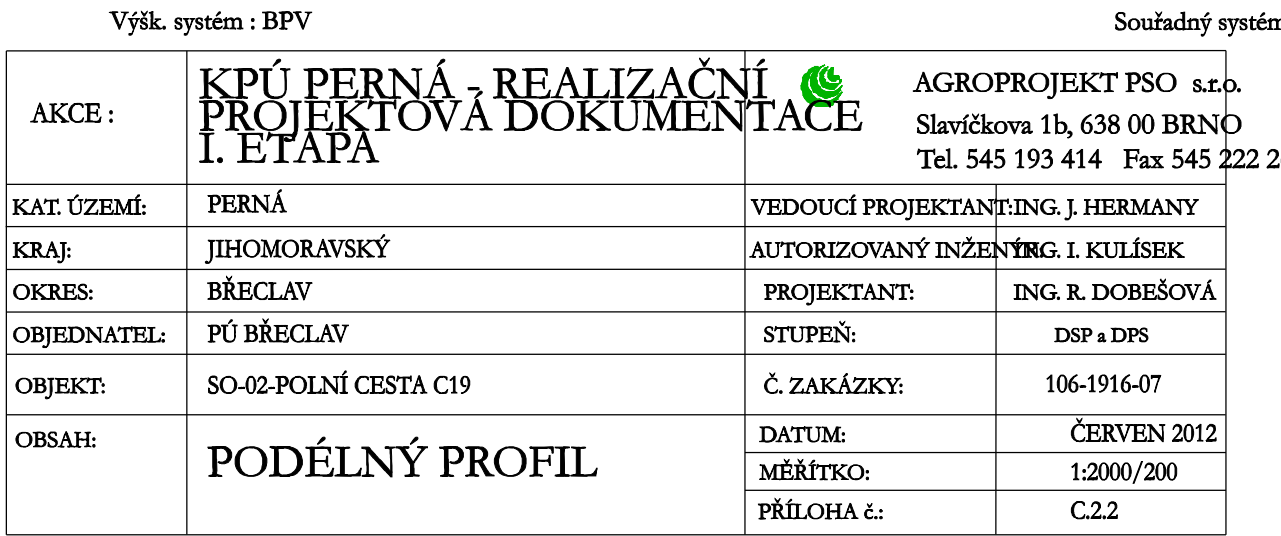 Výšk. systém : BPV
Souřadný systém
AKCE :
KPÚ PERNÁ - REALIZAČNÍ
PROJEKTOVÁ DOKUMENTACE
I. ETAPA
AGROPROJEKT PSO s.r.o.
Slavíčkova 1b, 638 00 BRNO
Tel. 545 193 414 Fax 545 222 2
KAT. ÚZEMÍ: PERNÁ
VEDOUCÍ PROJEKTANT: ING. J. HERMANY
KRAJ: JIHOMORAVSKÝ
AUTORIZOVANÝ INŽENÝR: ING. I. KULÍSEK
OKRES: BŘECLAV
PROJEKTANT: ING. R. DOBEŠOVÁ
OBJEDNATEL: PÚ BŘECLAV
STUPEŇ: DSP a DPS
OBJEKT: SO-02-POLNÍ CESTA C19
Č. ZAKÁZKY: 106-1916-07
OBSAH: PODÉLNÝ PROFIL
DATUM: ČERVEN 2012
MĚŘÍTKO: 1:2000/200
PŘÍLOHA č.: C.2.2